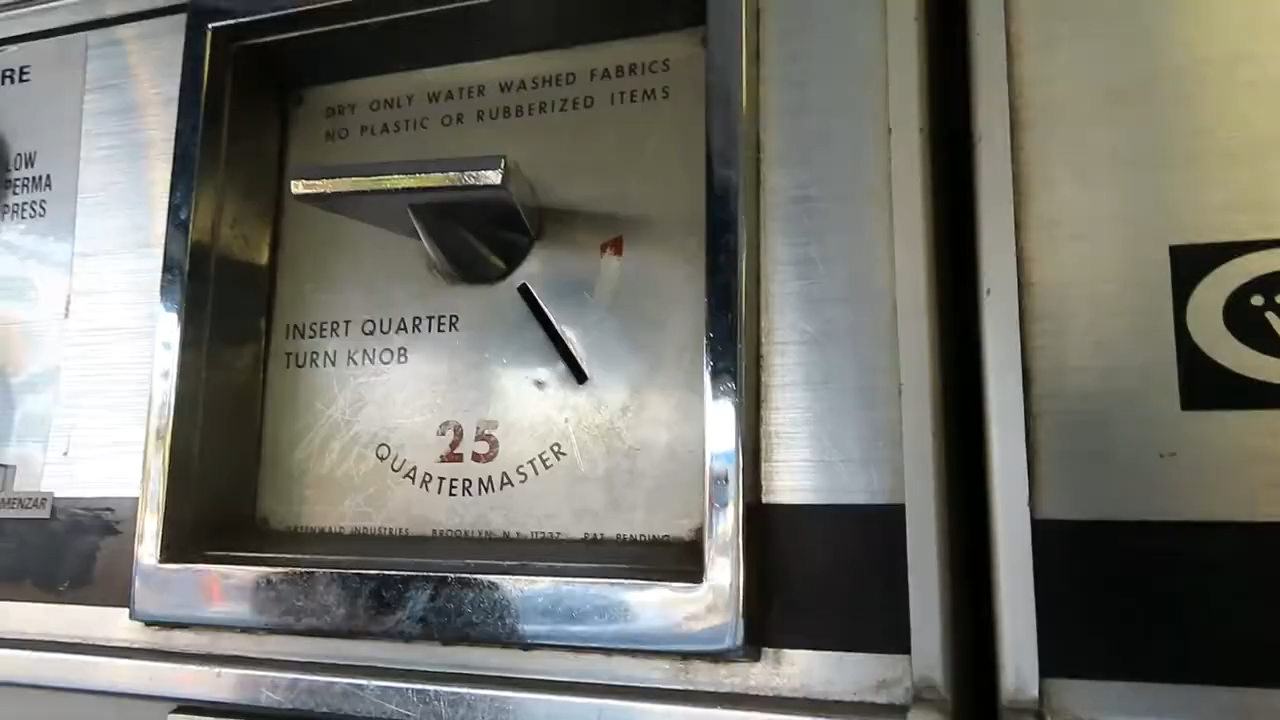 RE
LOW
PERMA
PRESS
MENZAR
DRY ONLY WATER WASHED FABRICS
NO PLASTIC OR RUBBERIZED ITEMS
INSERT QUARTER
TURN KNOB
25
QUARTERMASTER
GREENWALD INDUSTRIES BROOKLYN, N.Y. 11237 PAT. PENDING